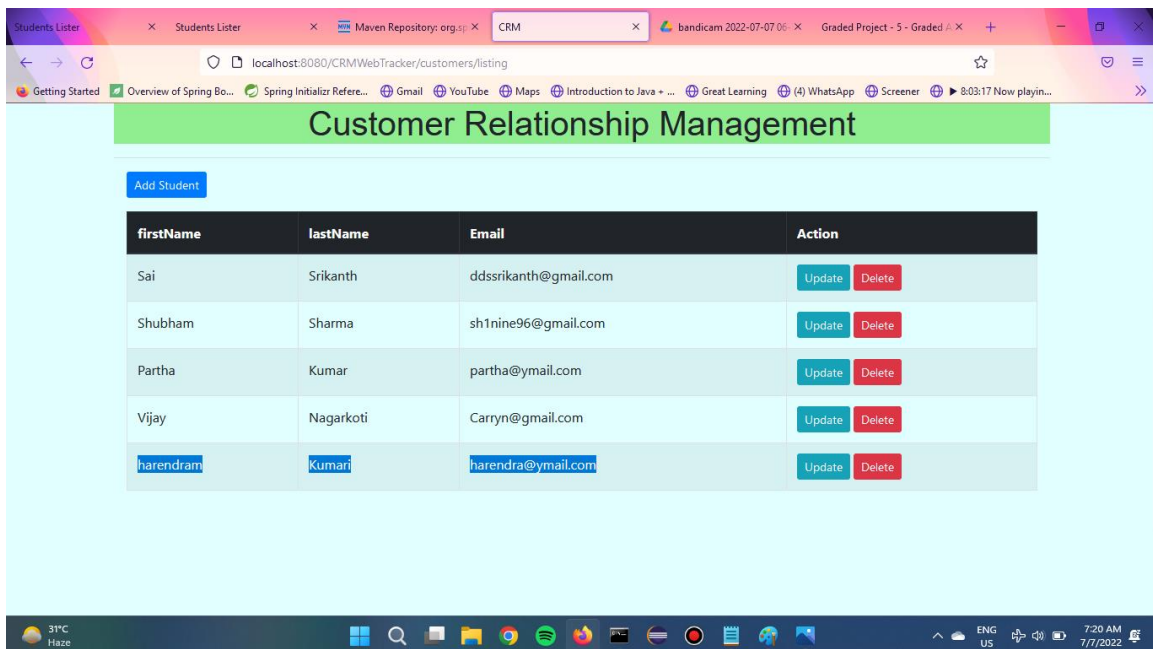 Students Lister
Students Lister
MVN Maven Repository: org.sp
CRM
bandicam 2022-07-07 06-
Graded Project - 5 - Graded A
localhost:8080/CRMWebTracker/customers/listing
Getting Started Overview of Spring Bo... Spring Initializr Refere... Gmail YouTube Maps Introduction to Java + ... Great Learning (4) WhatsApp Screener ▶ 8:03:17 Now playin...
Customer Relationship Management
Add Student
firstName lastName Email Action
Sai Srikanth ddssrikanth@gmail.com Update Delete
Shubham Sharma sh1nine96@gmail.com Update Delete
Partha Kumar partha@ymail.com Update Delete
Vijay Nagarkoti Carryn@gmail.com Update Delete
harendram Kumari harendra@ymail.com Update Delete
31°C
Haze
ENG
US
7:20 AM
7/7/2022